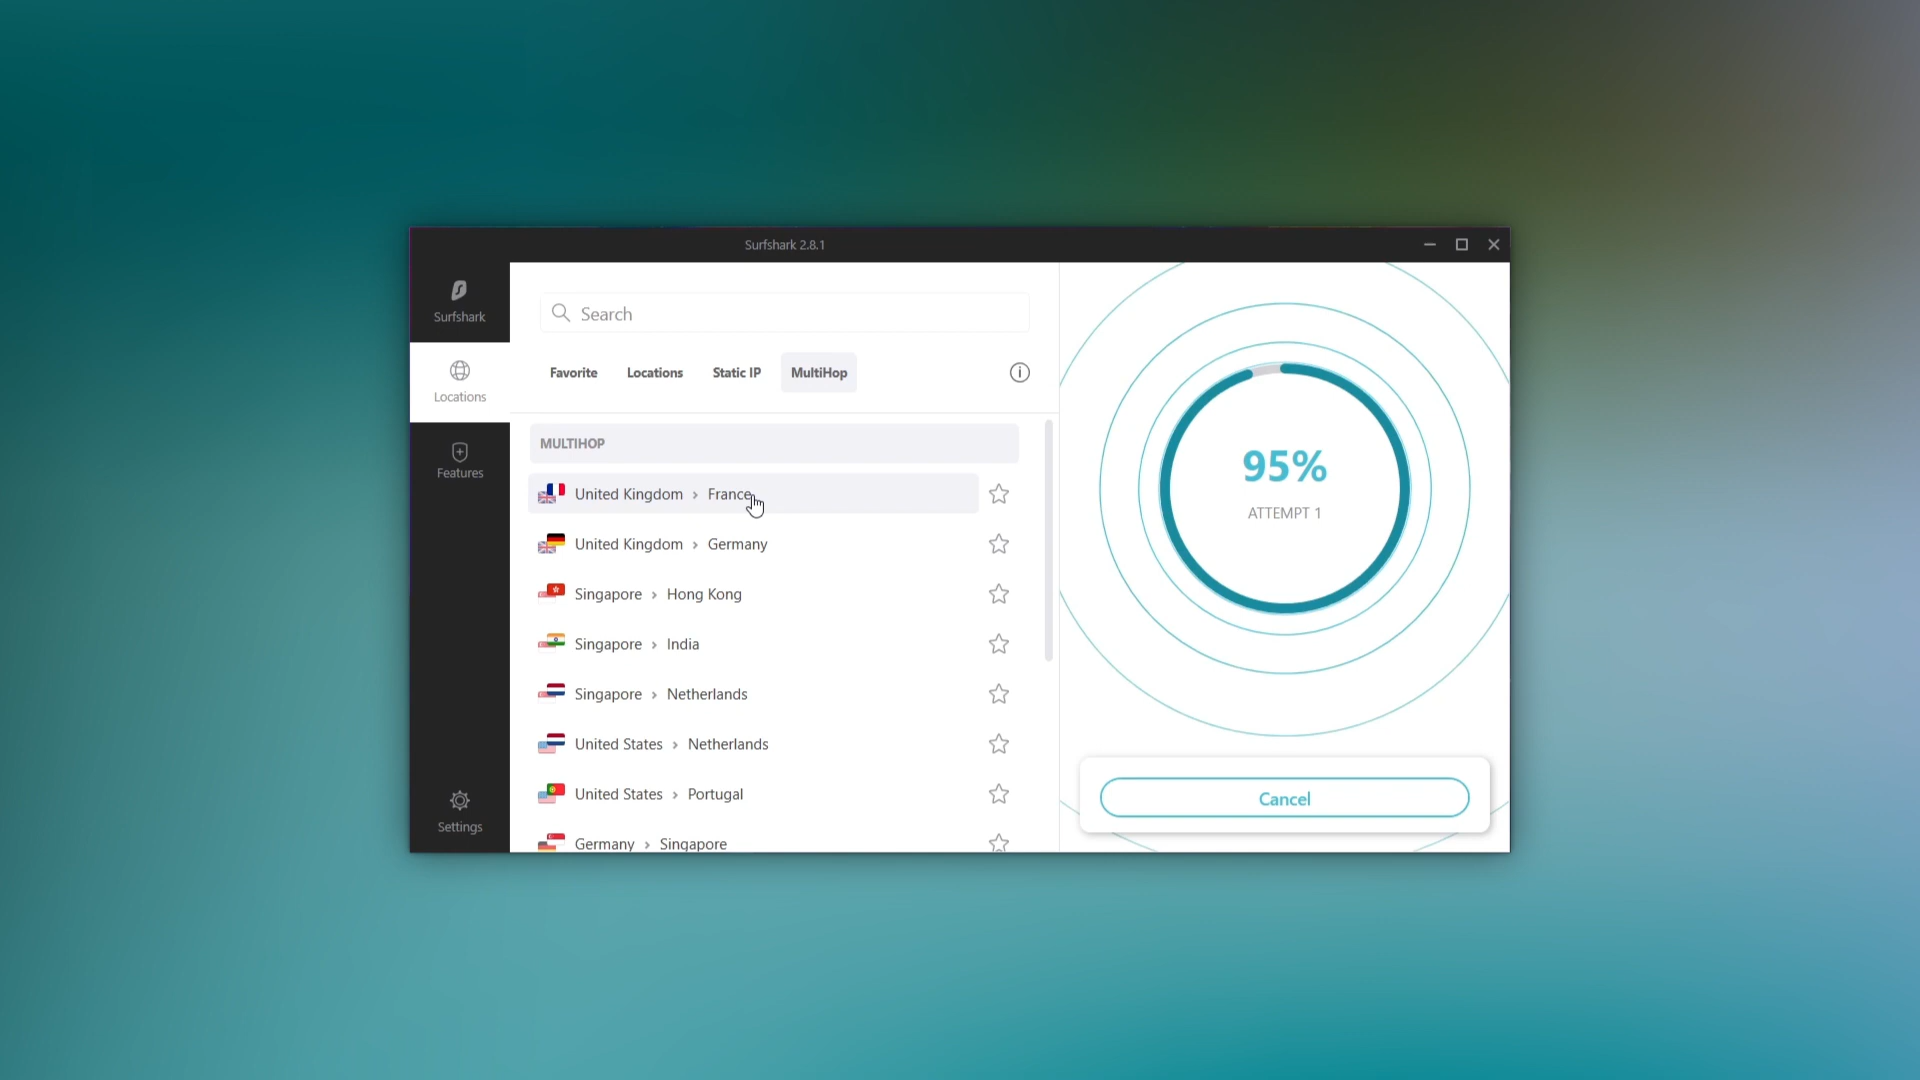 Surfshark 2.8.1
Surfshark
Locations
Features
Settings
Search
Favorite Locations Static IP MultiHop
MULTIHOP
United Kingdom › France
United Kingdom › Germany
Singapore › Hong Kong
Singapore › India
Singapore › Netherlands
United States › Netherlands
United States › Portugal
Germany › Singapore
95%
ATTEMPT 1
Cancel